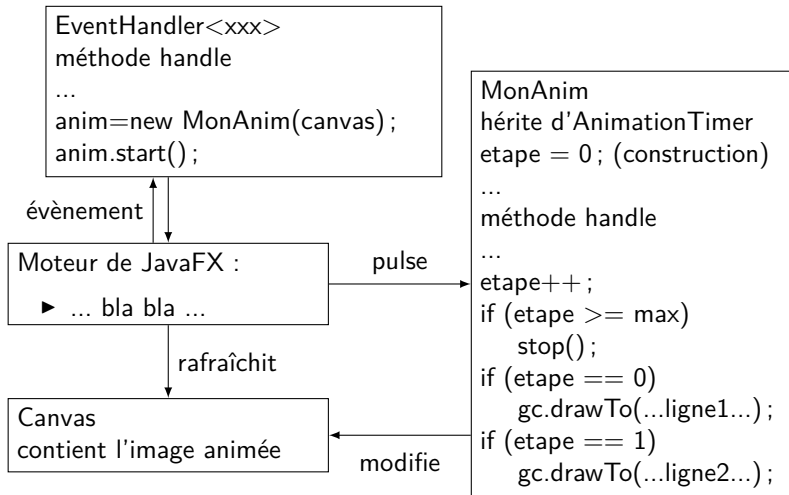 EventHandler<xxx>
méthode handle
...
anim=new MonAnim(canvas) ;
anim.start() ;
évènement
Moteur de JavaFX :
► ... bla bla ...
pulse
rafraîchit
Canvas
contient l'image animée
modifie
MonAnim
hérite d'AnimationTimer
etape = 0 ; (construction)
...
méthode handle
...
etape++ ;
if (etape >= max)
stop() ;
if (etape == 0)
gc.drawTo(...ligne1...) ;
if (etape == 1)
gc.drawTo(...ligne2...) ;